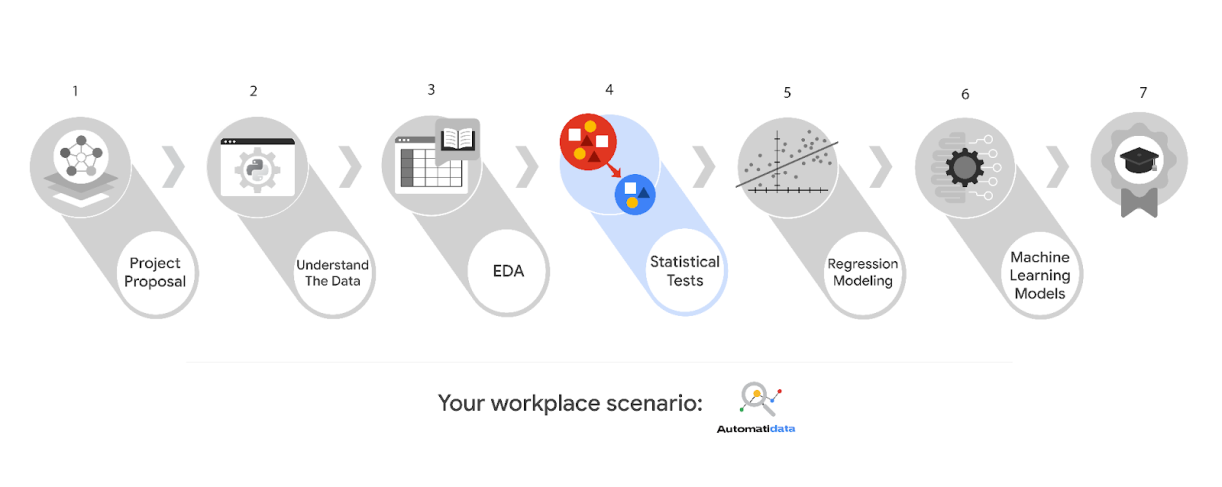 1
2
3
4
5
6
7
Project
Proposal
Understand
The Data
EDA
Statistical
Tests
Regression
Modeling
Machine
Learning
Models
Your workplace scenario:
Automatidata